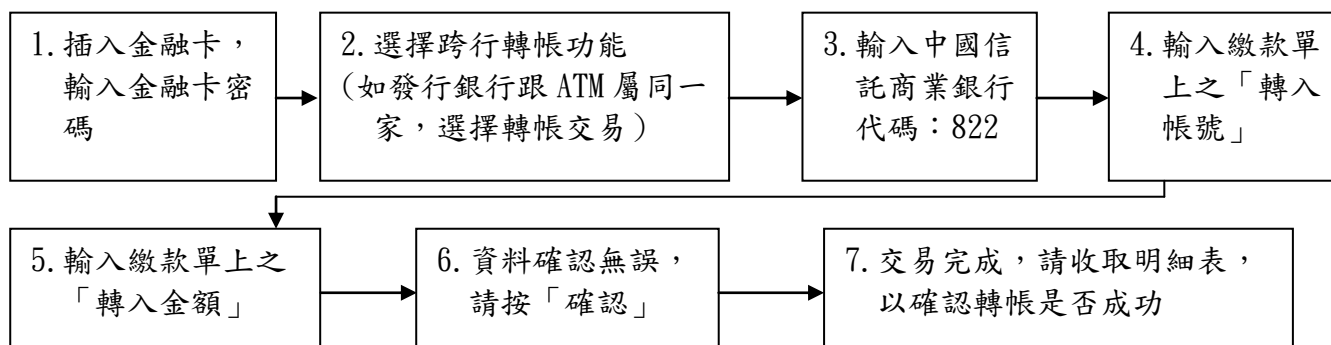 1.插入金融卡，
輸入金融卡密
碼
2.選擇跨行轉帳功能
(如發行銀行跟 ATM 屬同一
家，選擇轉帳交易)
3.輸入中國信
託商業銀行
代碼：822
4.輸入繳款單
上之「轉入
帳號」
5.輸入繳款單上之
「轉入金額」
6.資料確認無誤，
請按「確認」
7.交易完成，請收取明細表，
以確認轉帳是否成功